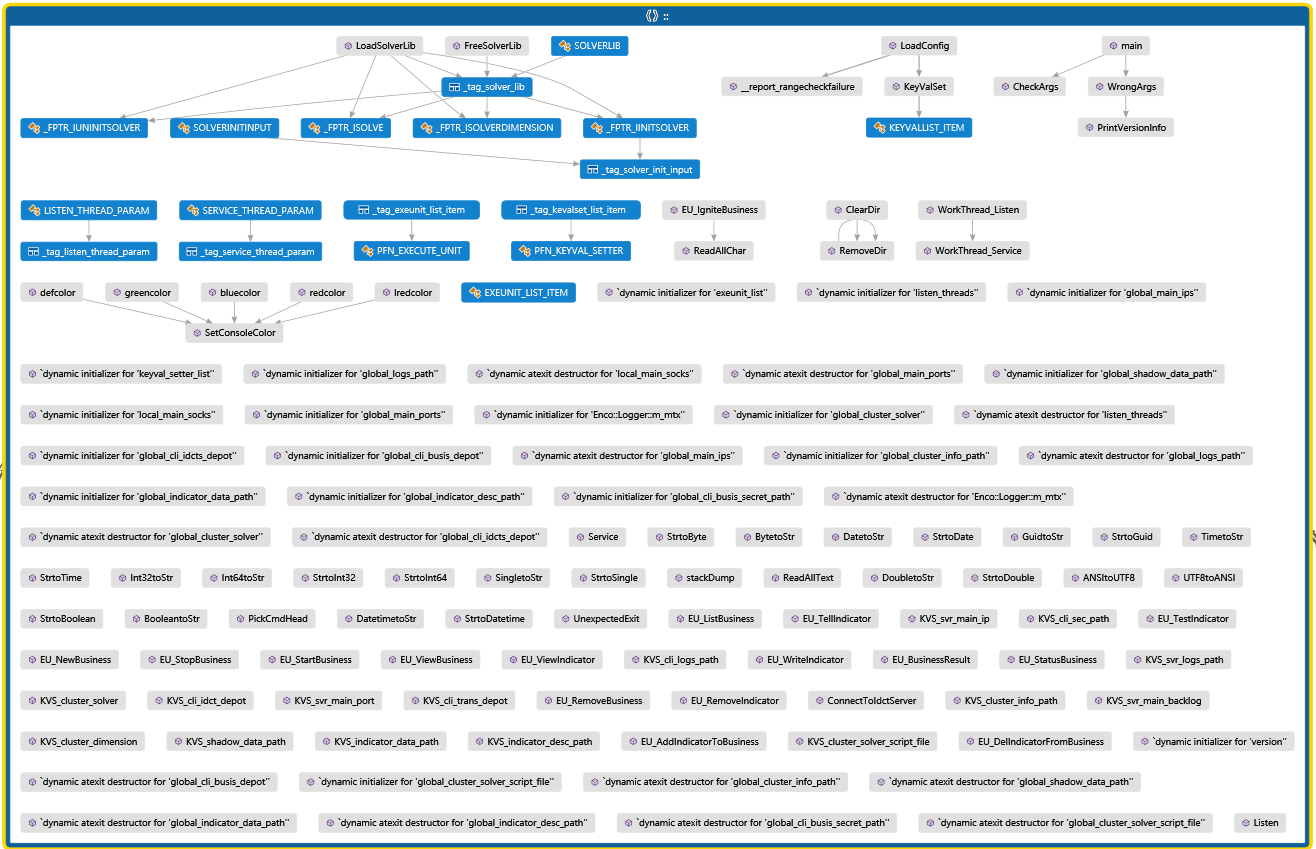 ::
LoadSolverLib FreeSolverLib SOLVERLIB LoadConfig main
_tag_solver_lib __report_rangecheckfailure KeyValSet CheckArgs WrongArgs
_FPTR_IUNINITSOLVER SOLVERINITINPUT _FPTR_ISOLVE _FPTR_ISOLVERDIMENSION _FPTR_IINITSOLVER KEYVALLIST_ITEM PrintVersionInfo
_tag_solver_init_input
LISTEN_THREAD_PARAM SERVICE_THREAD_PARAM _tag_exeunit_list_item _tag_kevalset_list_item EU_IgniteBusiness ClearDir WorkThread_Listen
_tag_listen_thread_param _tag_service_thread_param PFN_EXECUTE_UNIT PFN_KEYVAL_SETTER ReadAllChar RemoveDir WorkThread_Service
defcolor greencolor bluecolor redcolor lredcolor EXEUNIT_LIST_ITEM `dynamic initializer for 'exeunit_list'' `dynamic initializer for 'listen_threads'' `dynamic initializer for 'global_main_ips''
SetConsoleColor
`dynamic initializer for 'keyval_setter_list'' `dynamic initializer for 'global_logs_path'' `dynamic atexit destructor for 'local_main_socks'' `dynamic atexit destructor for 'global_main_ports'' `dynamic initializer for 'global_shadow_data_path''
`dynamic initializer for 'local_main_socks'' `dynamic initializer for 'global_main_ports'' `dynamic initializer for 'Enco::Logger::m_mtx'' `dynamic initializer for 'global_cluster_solver'' `dynamic atexit destructor for 'listen_threads''
`dynamic initializer for 'global_cli_idcts_depot'' `dynamic initializer for 'global_cli_busis_depot'' `dynamic atexit destructor for 'global_main_ips'' `dynamic initializer for 'global_cluster_info_path'' `dynamic atexit destructor for 'global_logs_path''
`dynamic initializer for 'global_indicator_data_path'' `dynamic initializer for 'global_indicator_desc_path'' `dynamic initializer for 'global_cli_busis_secret_path'' `dynamic atexit destructor for 'Enco::Logger::m_mtx''
`dynamic atexit destructor for 'global_cluster_solver'' `dynamic atexit destructor for 'global_cli_idcts_depot'' Service StrtoByte BytetoStr DatetoStr StrtoDate GuidtoStr StrtoGuid TimetoStr
StrtoTime Int32toStr Int64toStr StrtoInt32 StrtoInt64 SingletoStr StrtoSingle stackDump ReadAllText DoubletoStr StrtoDouble ANSItoUTF8 UTF8toANSI
StrtoBoolean BooleantoStr PickCmdHead DatetimetoStr StrtoDatetime UnexpectedExit EU_ListBusiness EU_TellIndicator KVS_svr_main_ip KVS_cli_sec_path EU_TestIndicator
EU_NewBusiness EU_StopBusiness EU_StartBusiness EU_ViewBusiness EU_ViewIndicator KVS_cli_logs_path EU_WriteIndicator EU_BusinessResult EU_StatusBusiness KVS_svr_logs_path
KVS_cluster_solver KVS_cli_idct_depot KVS_svr_main_port KVS_cli_trans_depot EU_RemoveBusiness EU_RemoveIndicator ConnectToIdctServer KVS_cluster_info_path KVS_svr_main_backlog
KVS_cluster_dimension KVS_shadow_data_path KVS_indicator_data_path KVS_indicator_desc_path EU_AddIndicatorToBusiness KVS_cluster_solver_script_file EU_DelIndicatorFromBusiness `dynamic initializer for 'version''
`dynamic atexit destructor for 'global_cli_busis_depot'' `dynamic initializer for 'global_cluster_solver_script_file'' `dynamic atexit destructor for 'global_cluster_info_path'' `dynamic atexit destructor for 'global_shadow_data_path''
`dynamic atexit destructor for 'global_indicator_data_path'' `dynamic atexit destructor for 'global_indicator_desc_path'' `dynamic atexit destructor for 'global_cli_busis_secret_path'' `dynamic atexit destructor for 'global_cluster_solver_script_file'' Listen